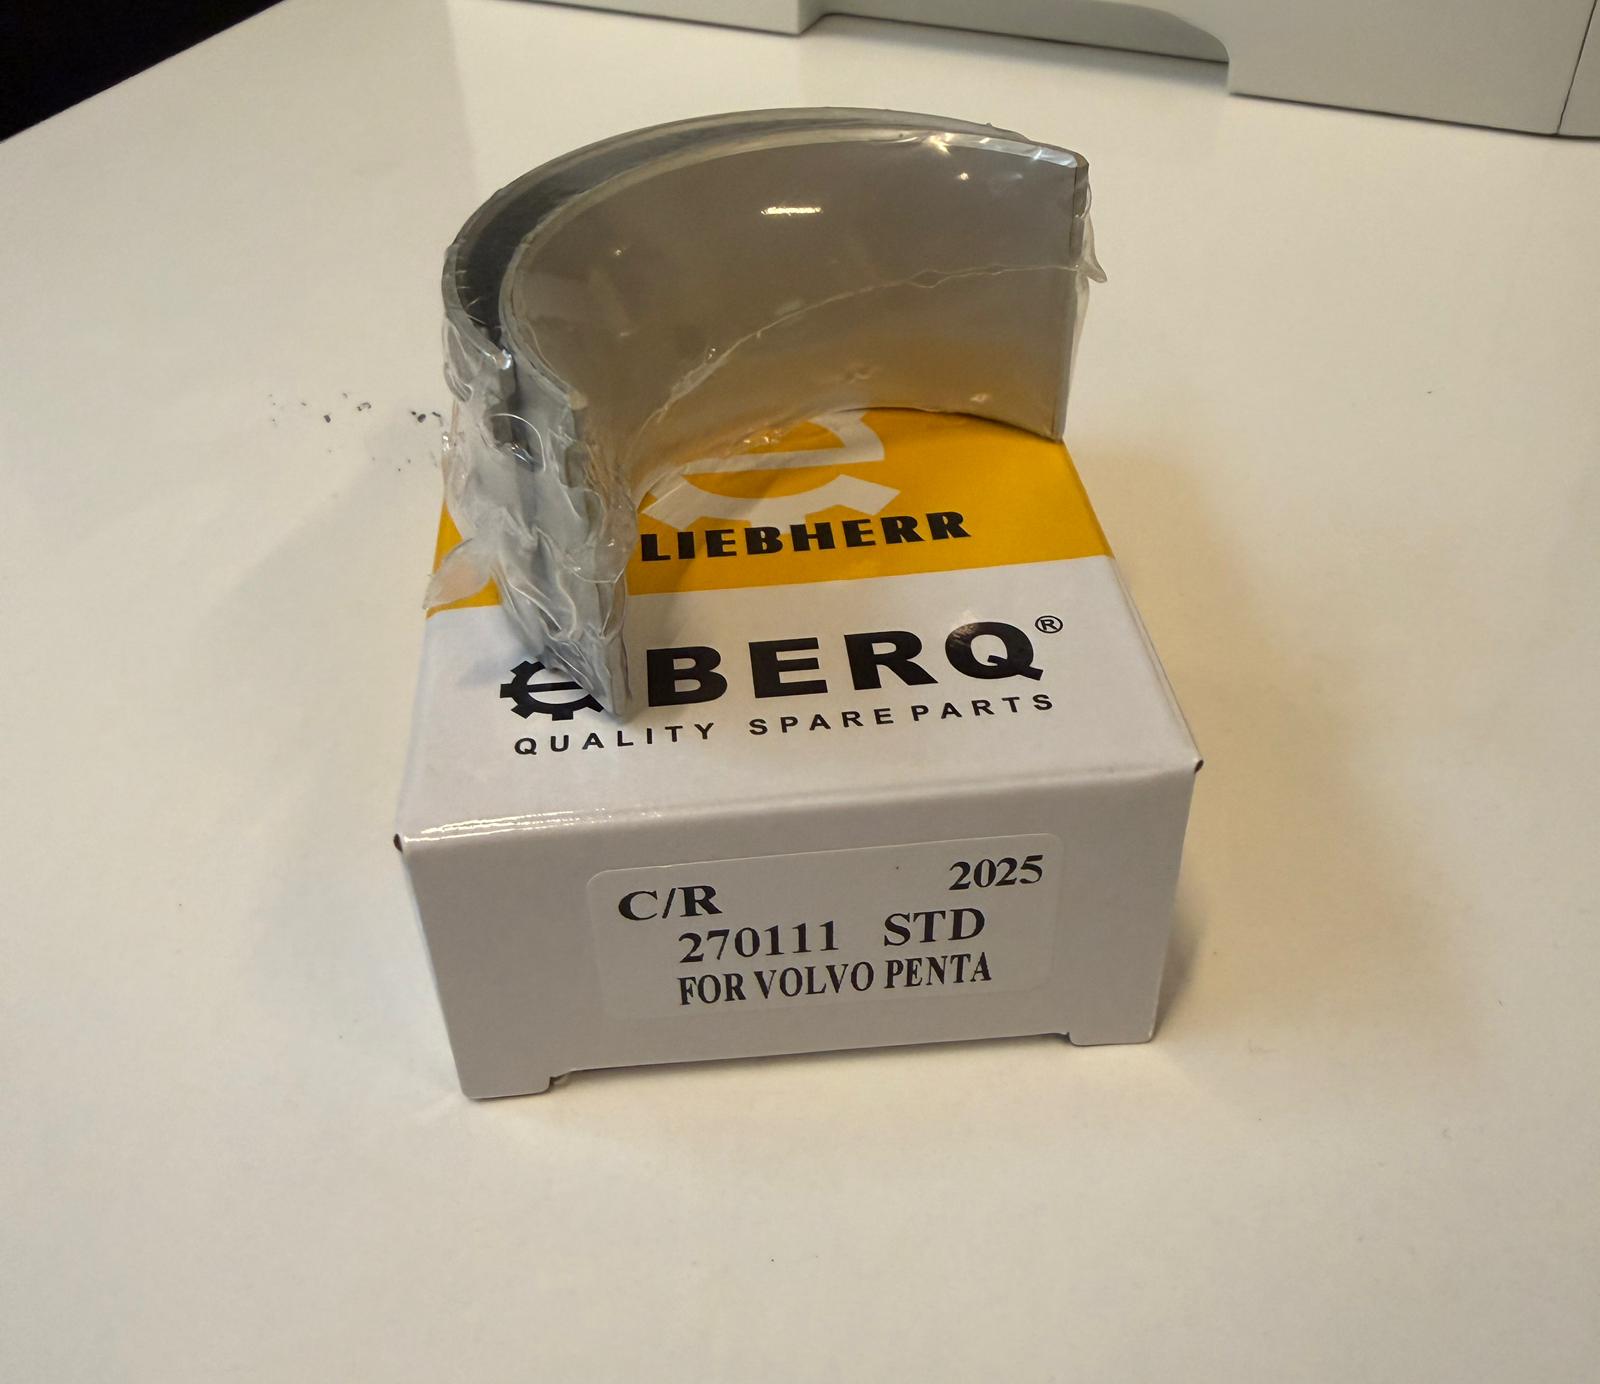 LIEBHERR
BERQ®
QUALITY SPARE PARTS
C/R 2025
270111 STD
FOR VOLVO PENTA